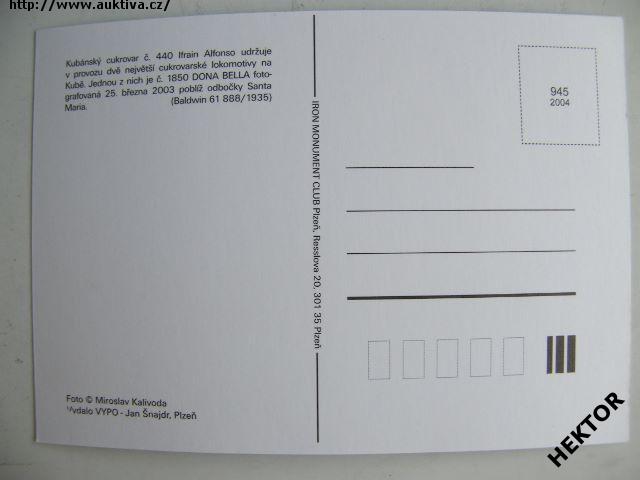 http://www.auktiva.cz/
Kubánský cukrovar č. 440 Ifrain Alfonso udržuje
v provozu dvě největší cukrovarské lokomotivy na
Kubě. Jednou z nich je č. 1850 DONA BELLA foto-
grafovaná 25. března 2003 poblíž odbočky Santa
Maria. (Baldwin 61 888/1935)
945
2004
IRON MONUMENT CLUB Plzeň, Resslova 20, 301 35 Plzeň
Foto © Miroslav Kalivoda
Vydalo VYPO - Jan Šnajdr, Plzeň
HEKTOR